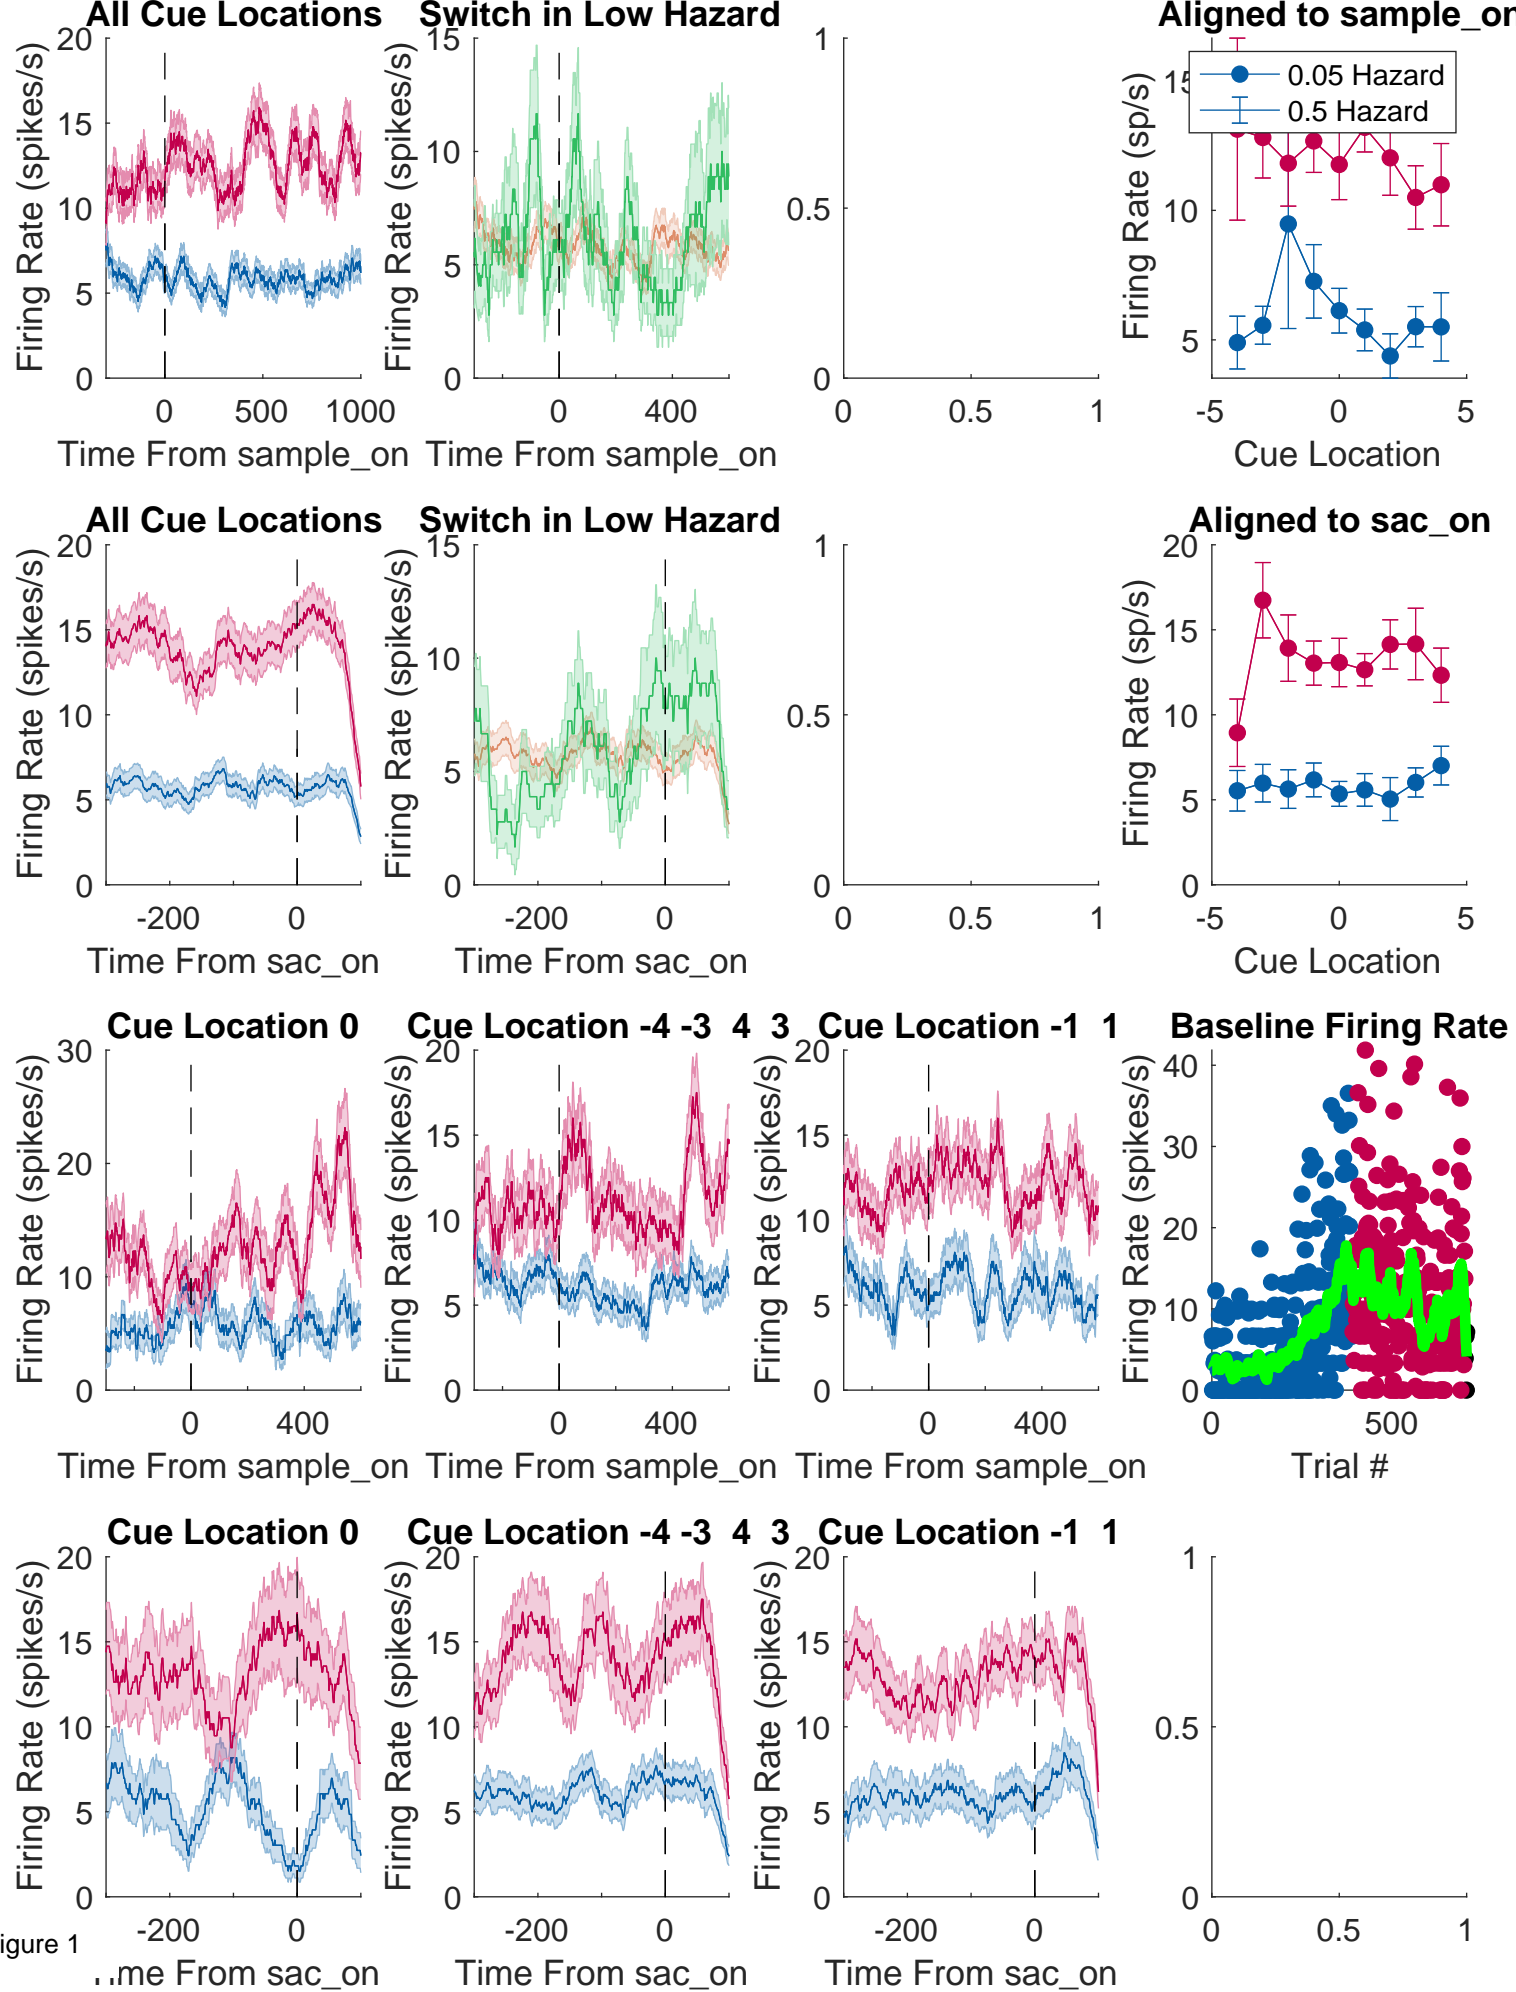 All Cue Locations
Firing Rate (spikes/s)
20
15
10
5
0
0 500 1000
Time From sample_on
Switch in Low Hazard
Firing Rate (spikes/s)
15
10
5
0
0 400
Time From sample_on
1
0.5
0
0 0.5 1
Aligned to sample_on
Firing Rate (sp/s)
15
10
5
0.05 Hazard
0.5 Hazard
-5 0 5
Cue Location
All Cue Locations
Firing Rate (spikes/s)
20
15
10
5
0
-200 0
Time From sac_on
Switch in Low Hazard
Firing Rate (spikes/s)
15
10
5
0
-200 0
Time From sac_on
1
0.5
0
0 0.5 1
Aligned to sac_on
Firing Rate (sp/s)
20
15
10
5
0
-5 0 5
Cue Location
Cue Location 0
Firing Rate (spikes/s)
30
20
10
0
0 400
Time From sample_on
Cue Location -4 -3 4 3
Firing Rate (spikes/s)
20
15
10
5
0
0 400
Time From sample_on
Cue Location -1 1
Firing Rate (spikes/s)
20
15
10
5
0
0 400
Time From sample_on
Baseline Firing Rate
Firing Rate (spikes/s)
40
30
20
10
0
0 500
Trial #
Cue Location 0
Firing Rate (spikes/s)
20
15
10
5
0
-200 0
Time From sac_on
Cue Location -4 -3 4 3
Firing Rate (spikes/s)
20
15
10
5
0
-200 0
Time From sac_on
Cue Location -1 1
Firing Rate (spikes/s)
20
15
10
5
0
-200 0
Time From sac_on
1
0.5
0
0 0.5 1
igure 1